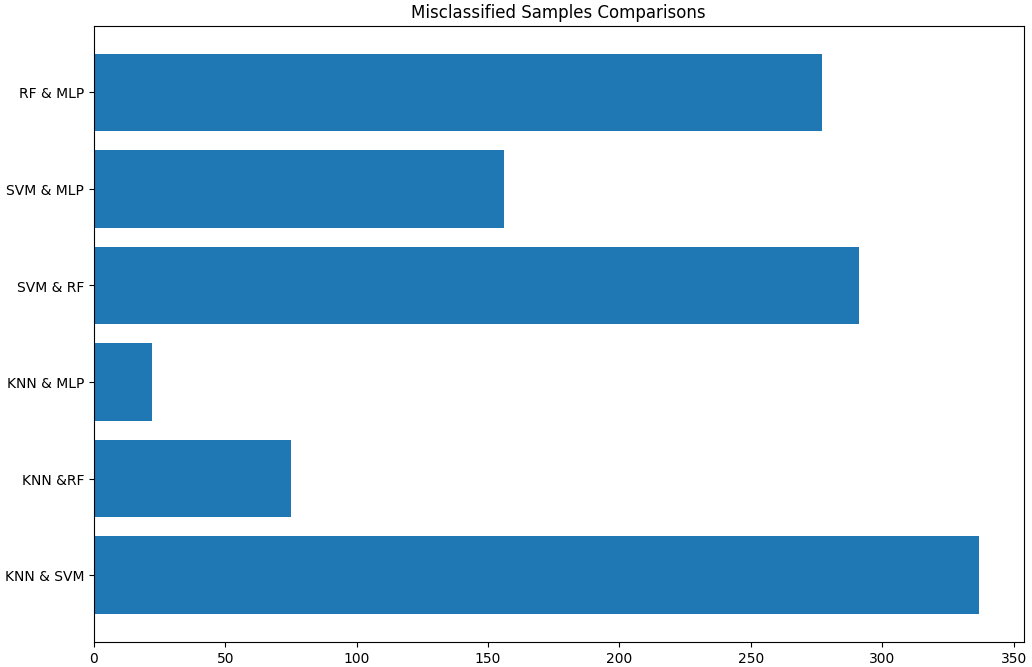 Misclassified Samples Comparisons
RF & MLP
SVM & MLP
SVM & RF
KNN & MLP
KNN &RF
KNN & SVM
0 50 100 150 200 250 300 350